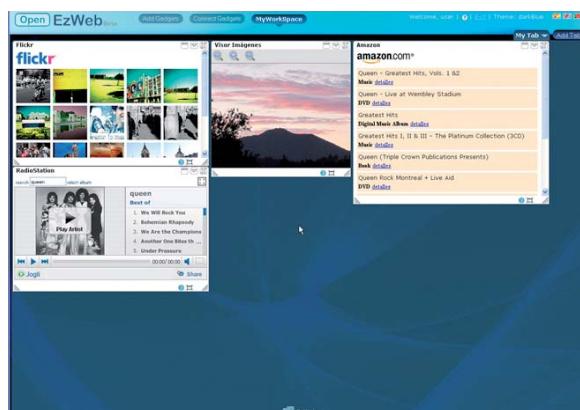 Open EzWeb Beta
Add Gadgets
Connect Gadgets
MyWorkSpace
Welcome, user | Theme: darkBlue
My Tab
Add Tab
Flickr
flickr
Visor Imágenes
Amazon
amazon.com®
Queen - Greatest Hits, Vols. 1 &2
Music detalles
Queen - Live at Wembley Stadium
DVD detalles
Greatest Hits
Digital Music Album detalles
Greatest Hits I, II & III - The Platinum Collection (3CD)
Music detalles
Queen (Triple Crown Publications Presents)
Book detalles
Queen Rock Montreal + Live Aid
DVD detalles
RadioStation
search queen
album
Play Artist
queen
Best of
1. We Will Rock You
2. Bohemian Rhapsody
3. We Are the Champions
4. Another One Bites th ...
5. Under Pressure
00:00/00:00
Jogli
Share